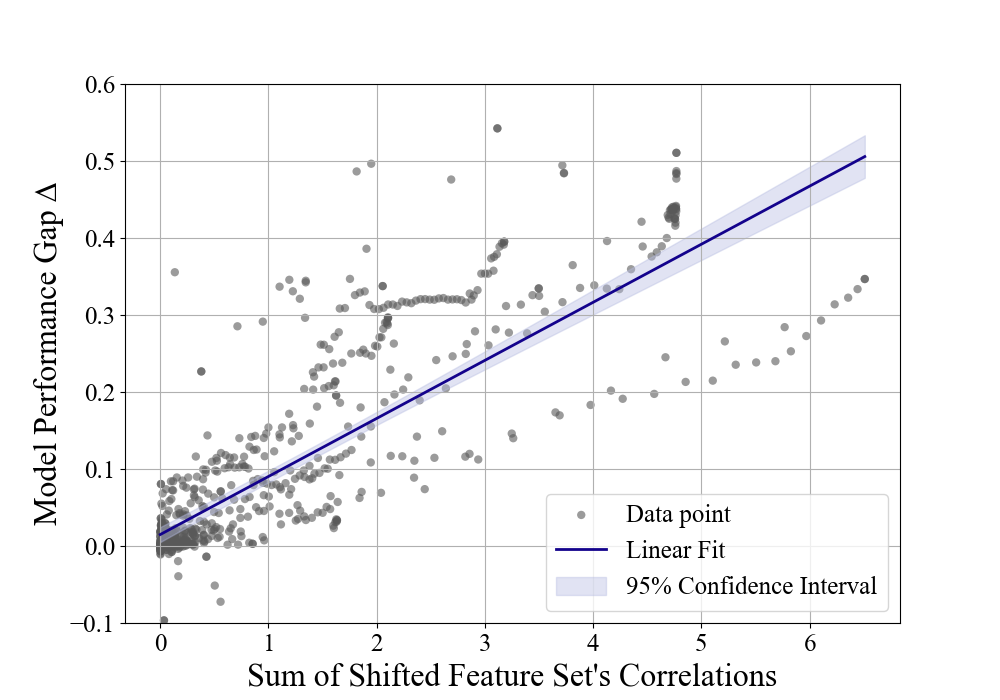 0.6
0.5
0.4
0.3
0.2
0.1
0.0
−0.1
Model Performance Gap Δ
Data point
Linear Fit
95% Confidence Interval
0 1 2 3 4 5 6
Sum of Shifted Feature Set's Correlations